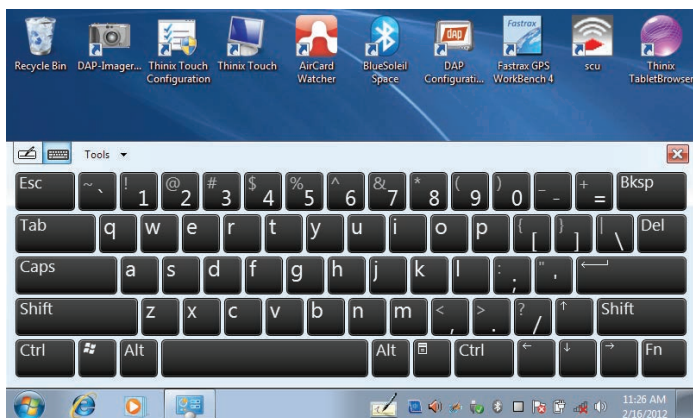 Recycle Bin DAP-Imager... Thinix Touch Configuration Thinix Touch AirCard Watcher BlueSoleil Space DAP Configurati... Fastrax GPS WorkBench 4 scu Thinix TabletBrowser
dap Fastrax
Tools
Esc ~ ` ! 1 @ 2 # 3 $ 4 % 5 ^ 6 & 7 * 8 ( 9 ) 0 _ - + = Bksp
Tab q w e r t y u i o p { [ } ] | \ Del
Caps a s d f g h j k l : ; " '
Shift z x c v b n m < , > . ? / ↑ Shift
Ctrl Alt Alt Ctrl ← ↓ → Fn
11:26 AM
2/16/2012